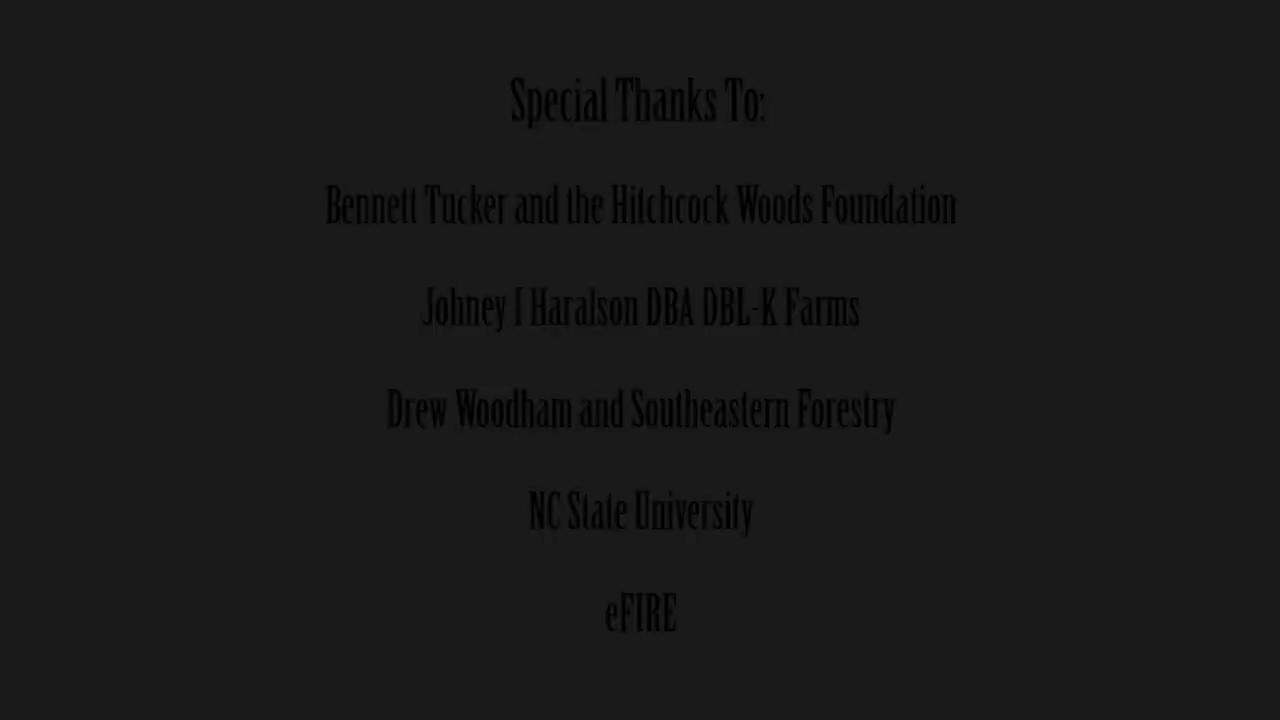 Special Thanks To:
Bennett Tucker and the Hitchcock Woods Foundation
Johney I Haralson DBA DBL-K Farms
Drew Woodham and Southeastern Forestry
NC State University
eFIRE